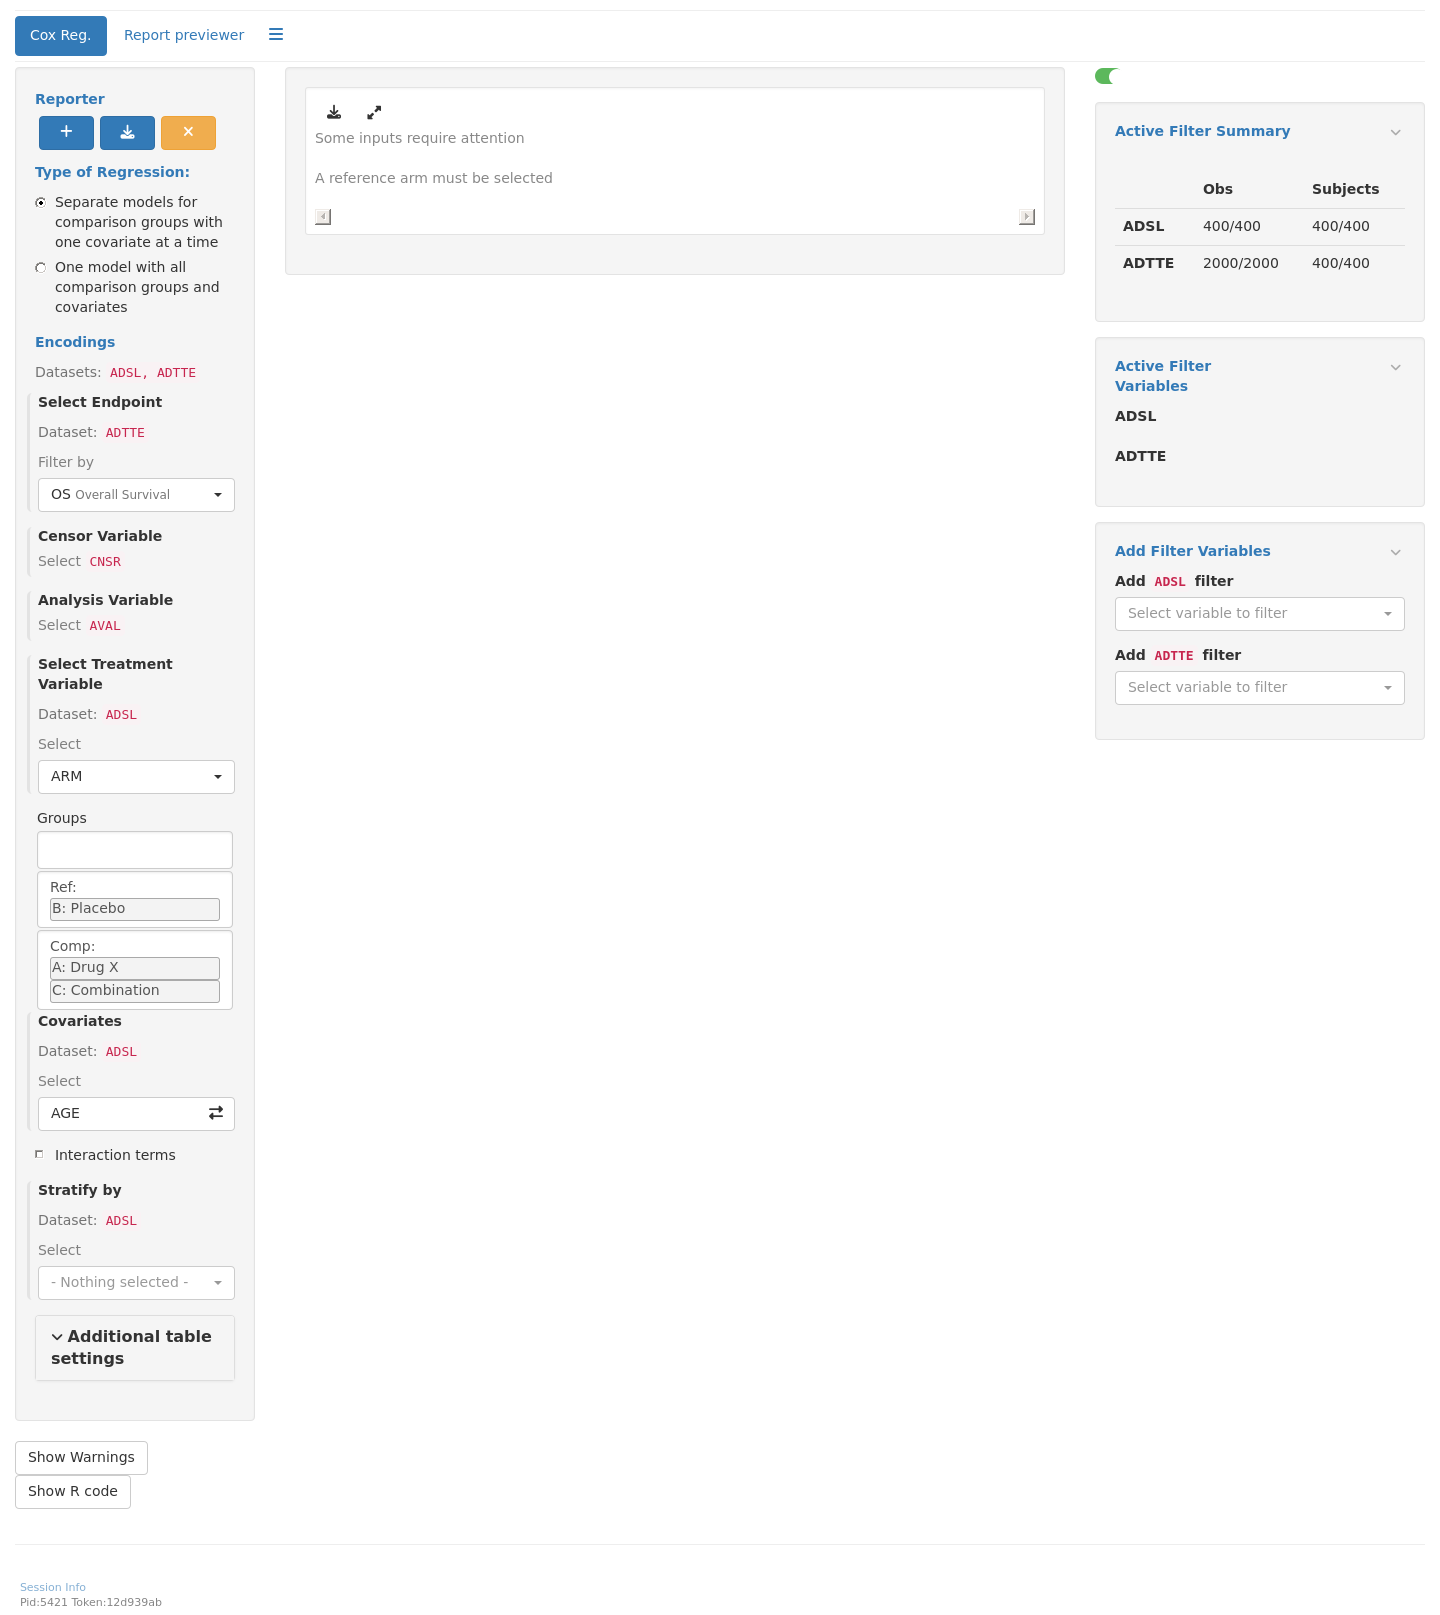 Cox Reg.
Report previewer
Reporter
Type of Regression:
Separate models for
comparison groups with
one covariate at a time
One model with all
comparison groups and
covariates
Encodings
Datasets: ADSL, ADTTE
Select Endpoint
Dataset: ADTTE
Filter by
OS Overall Survival
Censor Variable
Select CNSR
Analysis Variable
Select AVAL
Select Treatment
Variable
Dataset: ADSL
Select
ARM
Groups
Ref:
B: Placebo
Comp:
A: Drug X
C: Combination
Covariates
Dataset: ADSL
Select
AGE
Interaction terms
Stratify by
Dataset: ADSL
Select
- Nothing selected -
Additional table
settings
Show Warnings
Show R code
Some inputs require attention
A reference arm must be selected
Active Filter Summary
Obs Subjects
ADSL 400/400 400/400
ADTTE 2000/2000 400/400
Active Filter
Variables
ADSL
ADTTE
Add Filter Variables
Add ADSL filter
Select variable to filter
Add ADTTE filter
Select variable to filter
Session Info
Pid:5421 Token:12d939ab